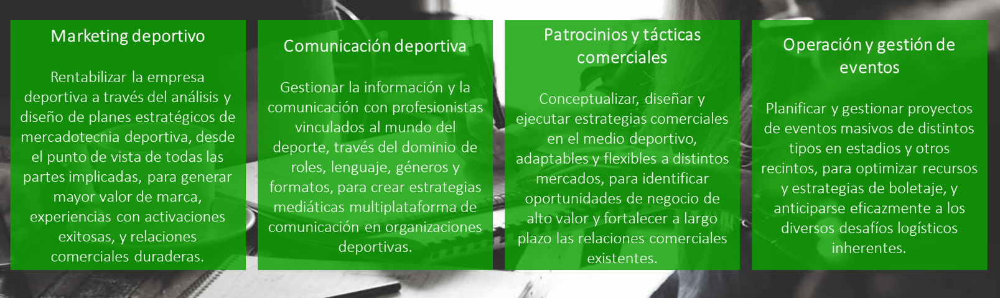 Marketing deportivo
Rentabilizar la empresa
deportiva a través del análisis y
diseño de planes estratégicos de
mercadotecnia deportiva, desde
el punto de vista de todas las
partes implicadas, para generar
mayor valor de marca,
experiencias con activaciones
exitosas, y relaciones
comerciales duraderas.
Comunicación deportiva
Gestionar la información y la
comunicación con profesionistas
vinculados al mundo del
deporte, través del dominio de
roles, lenguaje, géneros y
formatos, para crear estrategias
mediáticas multiplataforma de
comunicación en organizaciones
deportivas.
Patrocinios y tácticas
comerciales
Conceptualizar, diseñar y
ejecutar estrategias comerciales
en el medio deportivo,
adaptables y flexibles a distintos
mercados, para identificar
oportunidades de negocio de
alto valor y fortalecer a largo
plazo las relaciones comerciales
existentes.
Operación y gestión de
eventos
Planificar y gestionar proyectos
de eventos masivos de distintos
tipos en estadios y otros
recintos, para optimizar recursos
y estrategias de boletaje, y
anticiparse eficazmente a los
diversos desafíos logísticos
inherentes.